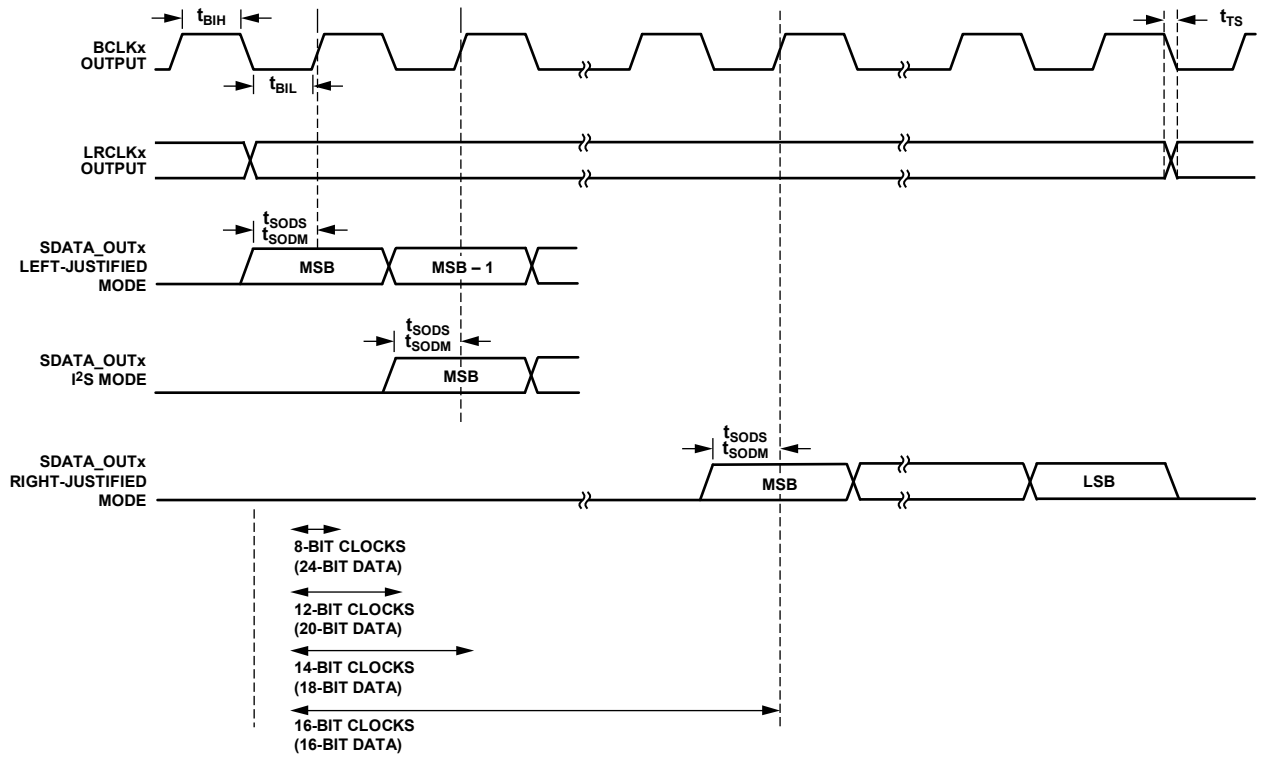 tBIH
tTS
BCLKx
OUTPUT
tBIL
LRCLKx
OUTPUT
tSODS
tSODM
SDATA_OUTx
LEFT-JUSTIFIED
MODE
MSB
MSB – 1
tSODS
tSODM
SDATA_OUTx
I2S MODE
MSB
tSODS
tSODM
SDATA_OUTx
RIGHT-JUSTIFIED
MODE
MSB
LSB
8-BIT CLOCKS
(24-BIT DATA)
12-BIT CLOCKS
(20-BIT DATA)
14-BIT CLOCKS
(18-BIT DATA)
16-BIT CLOCKS
(16-BIT DATA)